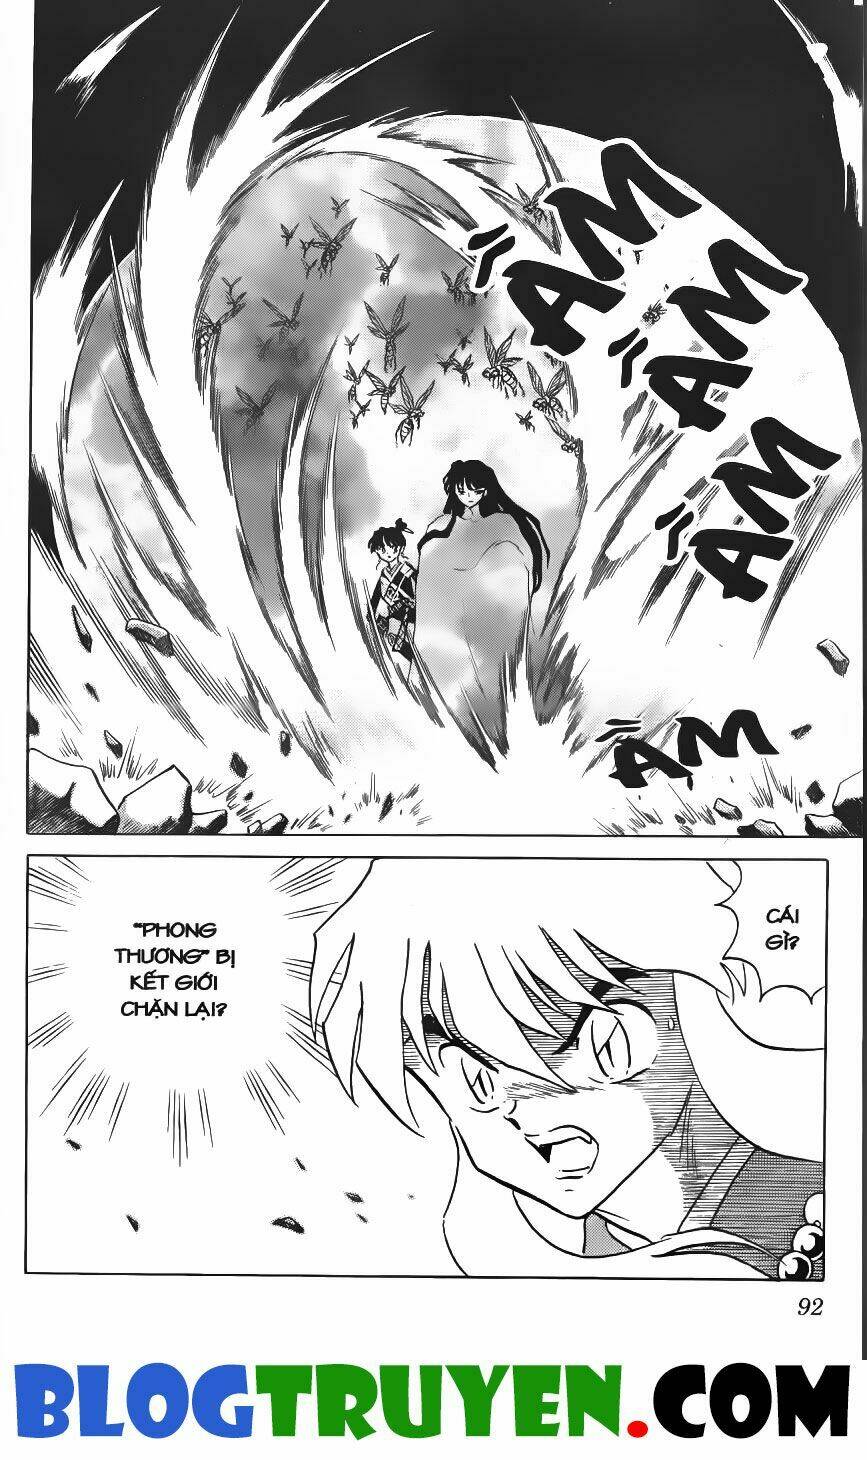 ẦM
ẦM
ẦM
ẦM
CÁI
GÌ?
"PHONG
THƯƠNG" BỊ
KẾT GIỚI
CHẶN LẠI?
92
BLOGTRUYEN.COM